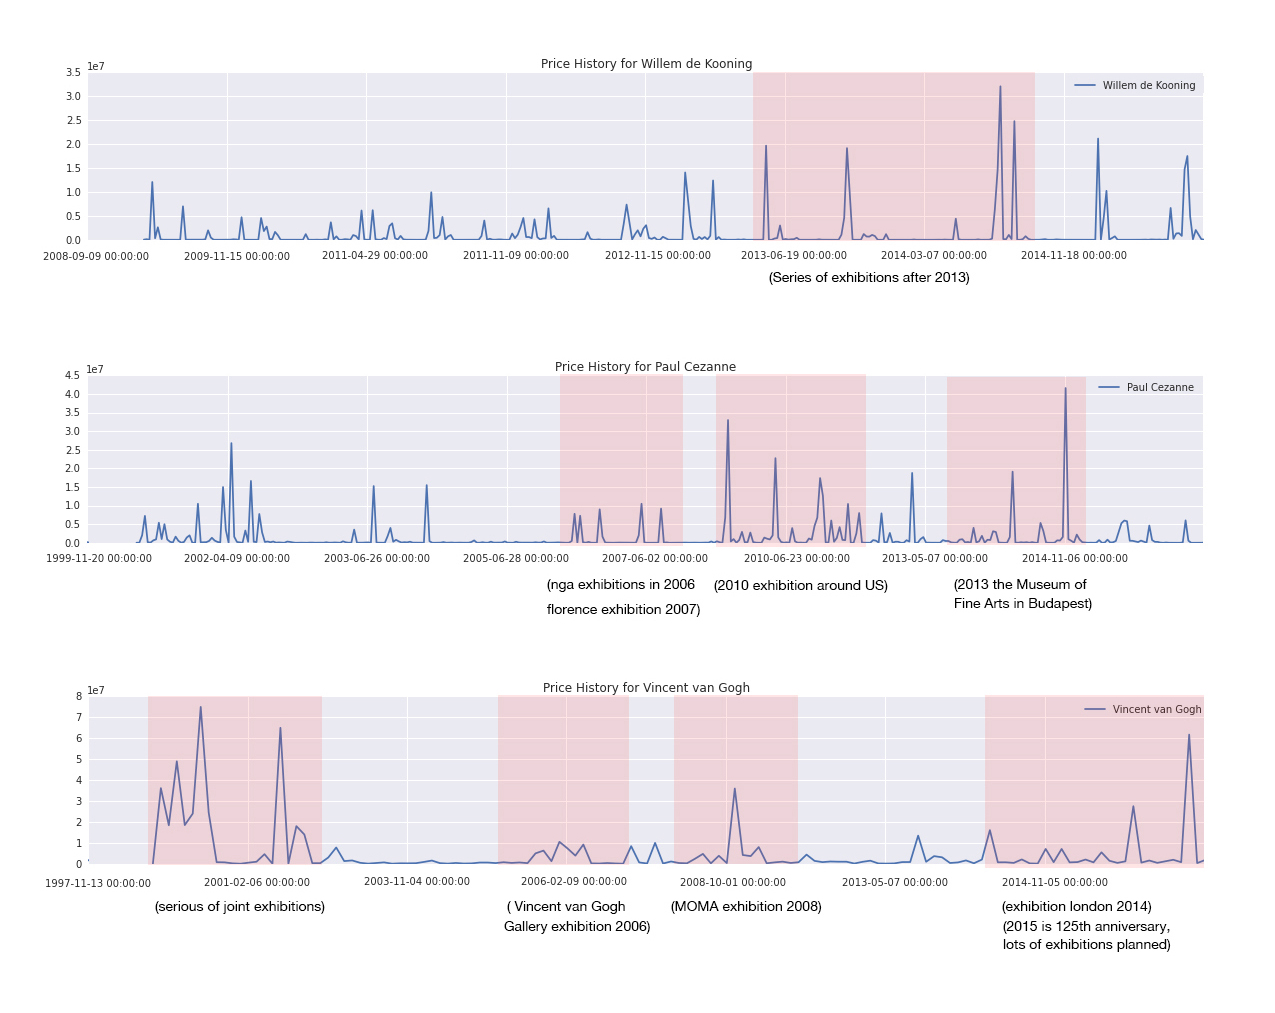 Price History for Willem de Kooning
1e7
3.5
3.0
2.5
2.0
1.5
1.0
0.5
0.0
Willem de Kooning
2008-09-09 00:00:00 2009-11-15 00:00:00 2011-04-29 00:00:00 2011-11-09 00:00:00 2012-11-15 00:00:00 2013-06-19 00:00:00 2014-03-07 00:00:00 2014-11-18 00:00:00
(Series of exhibitions after 2013)
Price History for Paul Cezanne
1e7
4.5
4.0
3.5
3.0
2.5
2.0
1.5
1.0
0.5
0.0
Paul Cezanne
1999-11-20 00:00:00 2002-04-09 00:00:00 2003-06-26 00:00:00 2005-06-28 00:00:00 2007-06-02 00:00:00 2010-06-23 00:00:00 2013-05-07 00:00:00 2014-11-06 00:00:00
(nga exhibitions in 2006
florence exhibition 2007)
(2010 exhibition around US)
(2013 the Museum of
Fine Arts in Budapest)
Price History for Vincent van Gogh
1e7
8
7
6
5
4
3
2
1
0
Vincent van Gogh
1997-11-13 00:00:00 2001-02-06 00:00:00 2003-11-04 00:00:00 2006-02-09 00:00:00 2008-10-01 00:00:00 2013-05-07 00:00:00 2014-11-05 00:00:00
(serious of joint exhibitions)
( Vincent van Gogh
Gallery exhibition 2006)
(MOMA exhibition 2008)
(exhibition london 2014)
(2015 is 125th anniversary,
lots of exhibitions planned)